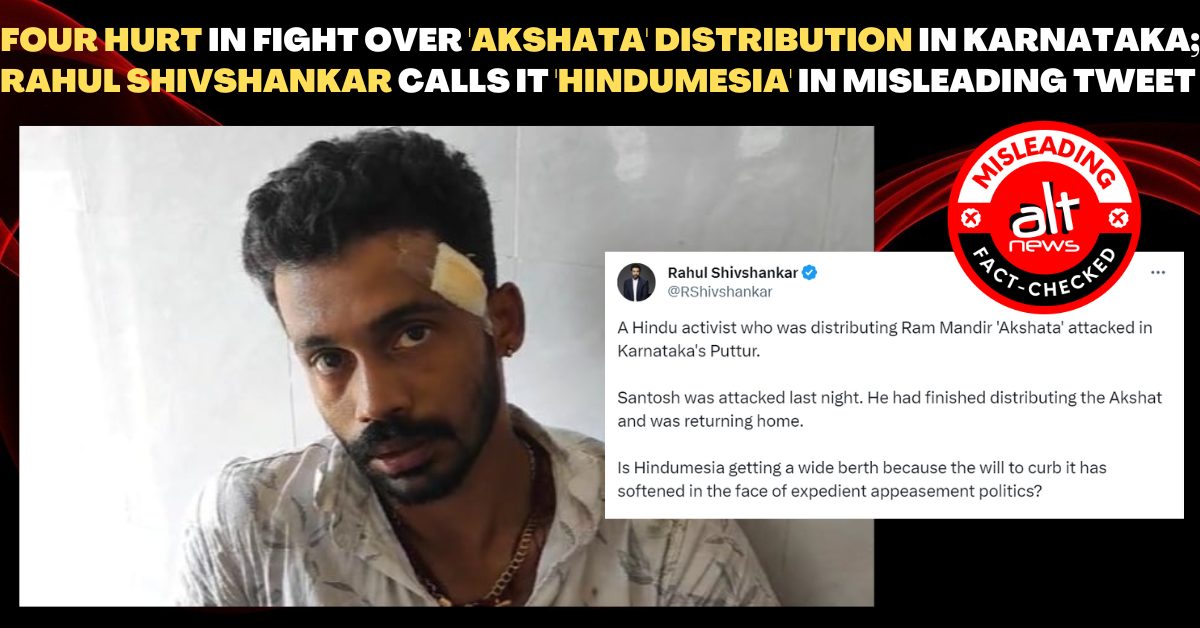 FOUR HURT IN FIGHT OVER 'AKSHATA' DISTRIBUTION IN KARNATAKA;
RAHUL SHIVSHANKAR CALLS IT 'HINDUMESIA' IN MISLEADING TWEET
MISLEADING
alt
news
FACT-CHECKED
Rahul Shivshankar
@RShivshankar
A Hindu activist who was distributing Ram Mandir 'Akshata' attacked in
Karnataka's Puttur.
Santosh was attacked last night. He had finished distributing the Akshat
and was returning home.
Is Hindumesia getting a wide berth because the will to curb it has
softened in the face of expedient appeasement politics?